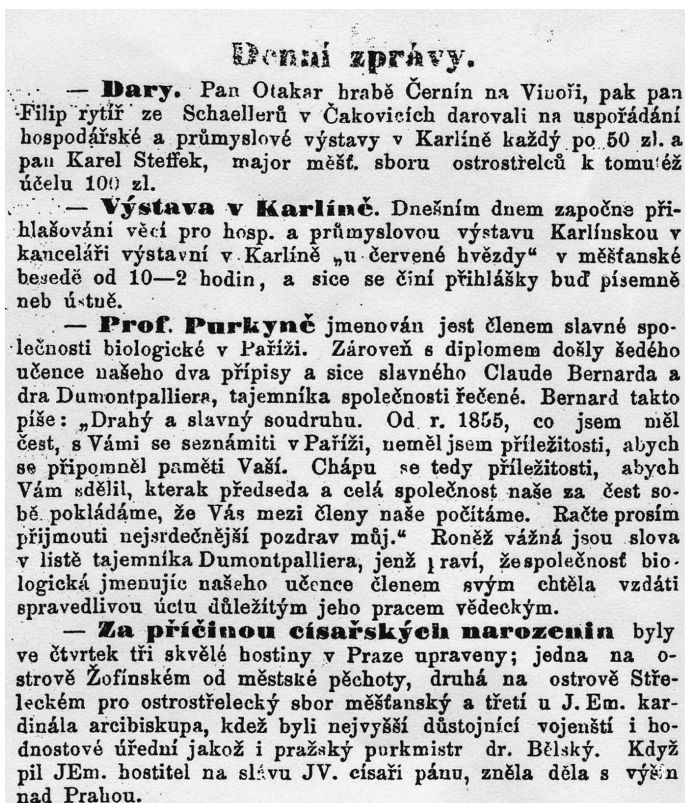 Denní zprávy.
— Dary. Pan Otakar hrabě Černín na Vinoři, pak pan
Filip rytíř ze Schaellerů v Čakovicích darovali na uspořádání
hospodářské a průmyslové výstavy v Karlíně každý po 50 zl. a
pan Karel Steffek, major měšť. sboru ostrostřelců k tomutéž
účelu 100 zl.
— Výstava v Karlíně. Dnešním dnem započne při-
hlašování věcí pro hosp. a průmyslovou výstavu Karlínskou v
kanceláři výstavní v Karlíně „u červené hvězdy“ v měšťanské
besedě od 10—2 hodin, a sice se činí přihlášky buď písemně
neb ústně.
— Prof. Purkyně jmenován jest členem slavné spo-
lečnosti biologické v Paříži. Zároveň s diplomem došly šedého
učence našeho dva přípisy a sice slavného Claude Bernarda a
dra Dumontpalliera, tajemníka společnosti řečené. Bernard takto
píše: „Drahý a slavný soudruhu. Od r. 1855, co jsem měl
čest, s Vámi se seznámiti v Paříži, neměl jsem příležitosti, abych
se připomněl paměti Vaší. Chápu se tedy příležitosti, abych
Vám sdělil, kterak předseda a celá společnost naše za čest so-
bě pokládáme, že Vás mezi členy naše počítáme. Račte prosím
přijmouti nejsrdečnější pozdrav můj.“ Roněž vážná jsou slova
v listě tajemníka Dumontpalliera, jenž praví, že společnosť bio-
logická jmenujíc našeho učence členem svým chtěla vzdáti
spravedlivou úctu důležitým jeho pracem vědeckým.
— Za příčinou císařských narozenin byly
ve čtvrtek tři skvělé hostiny v Praze upraveny; jedna na o-
strově Žofínském od městské pěchoty, druhá na ostrově Stře-
leckém pro ostrostřelecký sbor měšťanský a třetí u J. Em. kar-
dinála arcibiskupa, kdež byli nejvyšší důstojníci vojenští i ho-
dnostové úřední jakož i pražský purkmistr dr. Bělský. Když
pil JEm. hostitel na slávu JV. císaři pánu, zněla děla s výšin
nad Prahou.